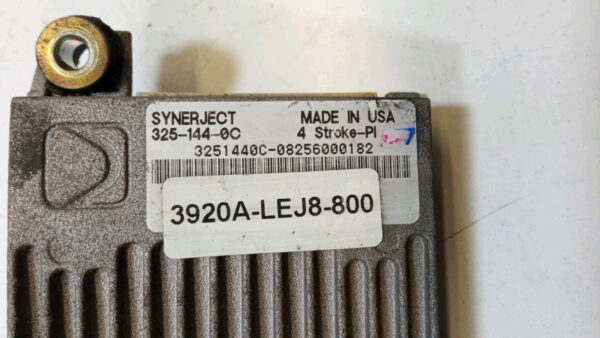 SYNERJECT MADE IN USA
325-144-0C 4 Stroke-PI
3251440C-08256000182
3920A-LEJ8-800